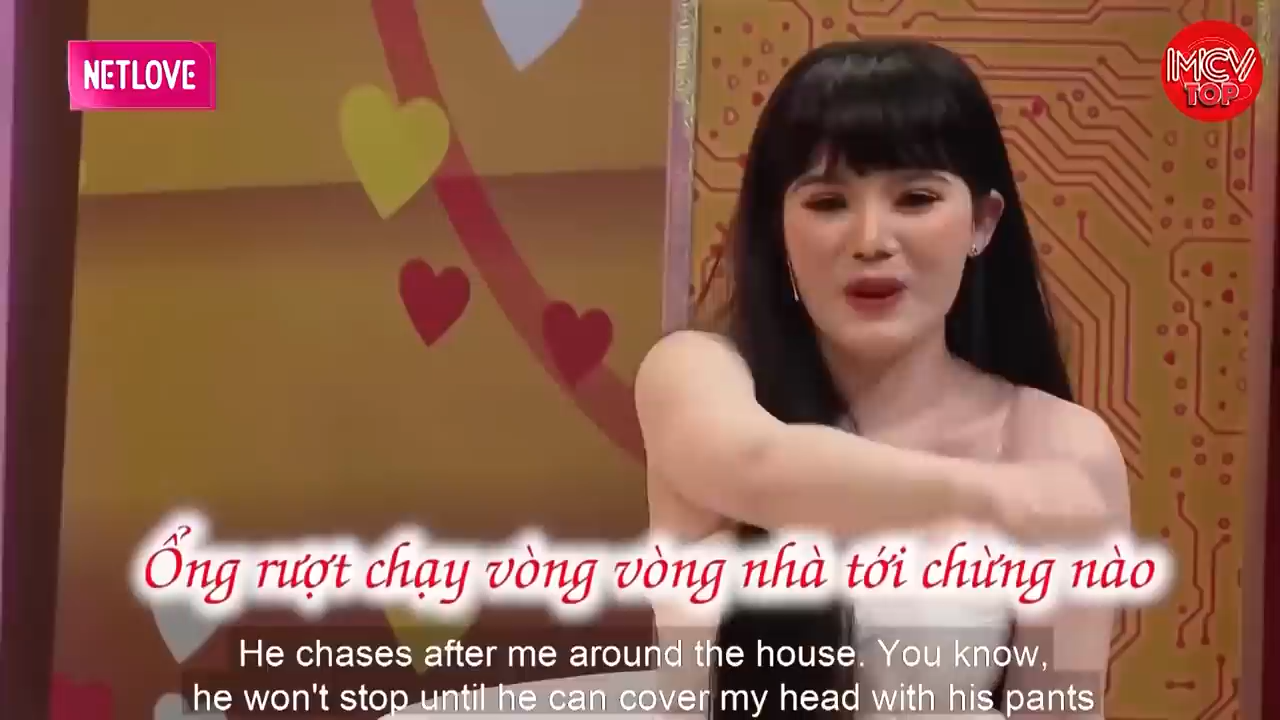 NETLOVE
MCV
TOP
Ổng rượt chạy vòng vòng nhà tới chừng nào
He chases after me around the house. You know,
he won't stop until he can cover my head with his pants